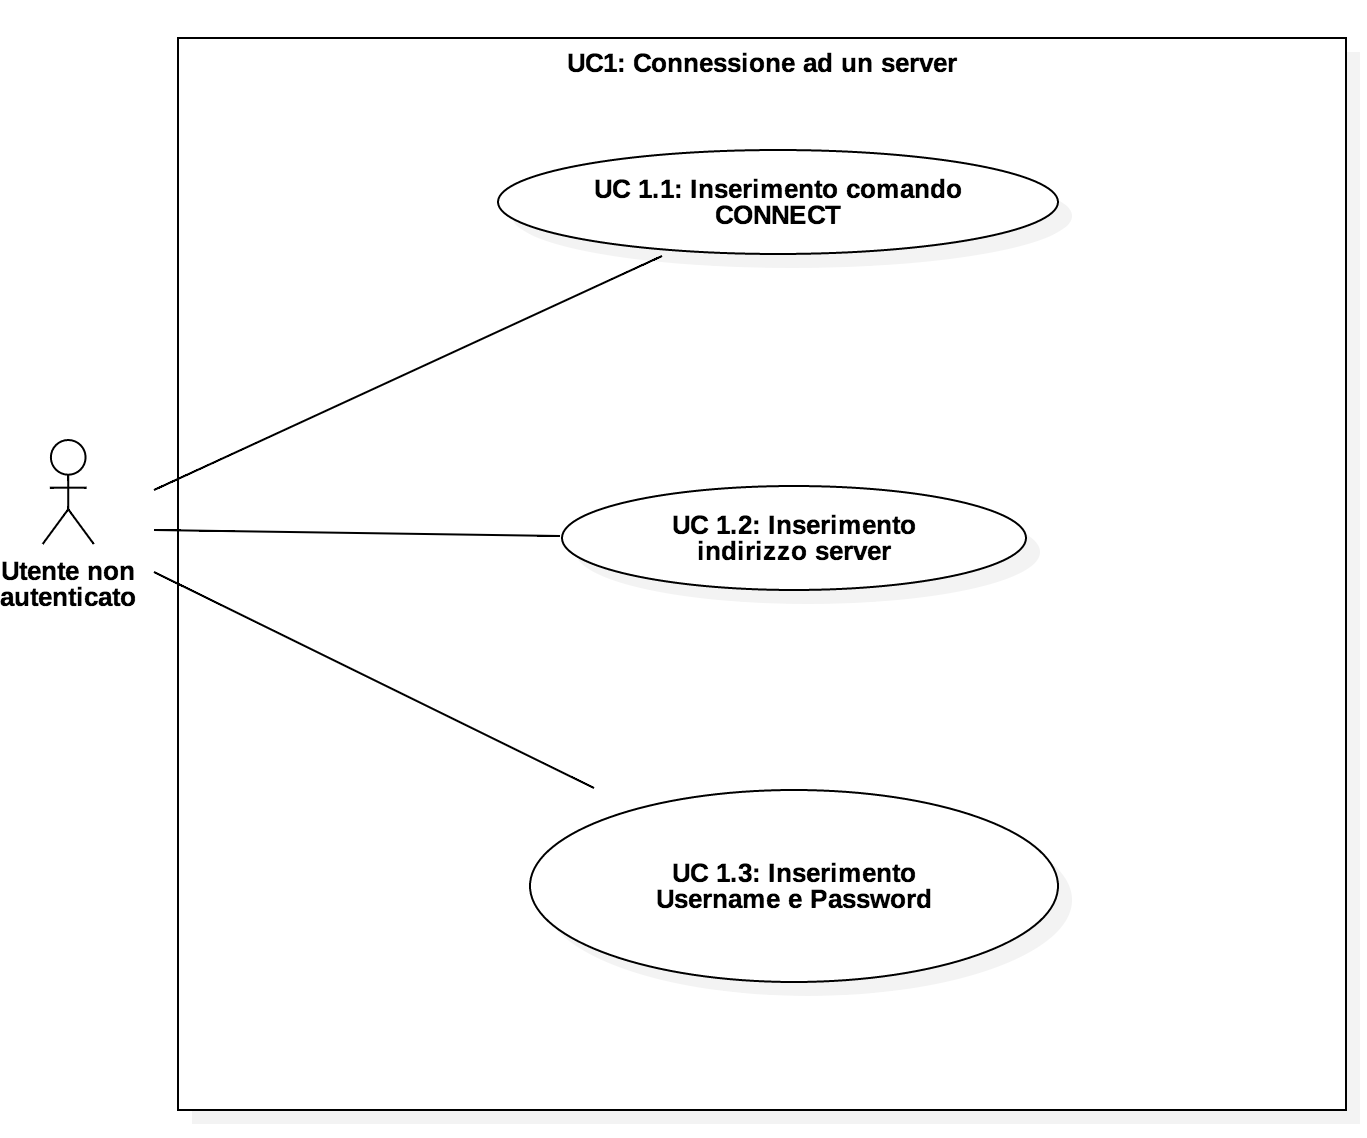 UC1: Connessione ad un server
UC 1.1: Inserimento comando
CONNECT
UC 1.2: Inserimento
indirizzo server
Utente non
autenticato
UC 1.3: Inserimento
Username e Password